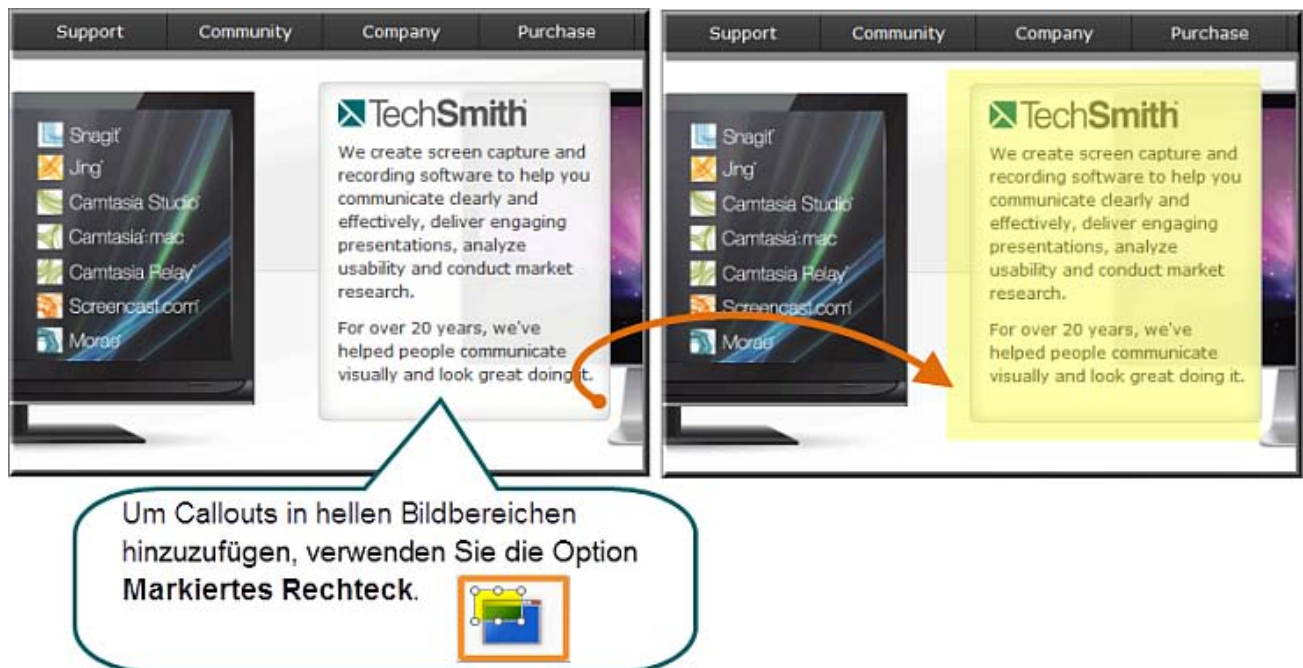 Support Community Company Purchase
TechSmith
Snagit
Jing
Camtasia Studio
Camtasia:mac
Camtasia Relay
Screencast.com
Morae
We create screen capture and
recording software to help you
communicate clearly and
effectively, deliver engaging
presentations, analyze
usability and conduct market
research.
For over 20 years, we've
helped people communicate
visually and look great doing it.
Support Community Company Purchase
TechSmith
Snagit
Jing
Camtasia Studio
Camtasia:mac
Camtasia Relay
Screencast.com
Morae
We create screen capture and
recording software to help you
communicate clearly and
effectively, deliver engaging
presentations, analyze
usability and conduct market
research.
For over 20 years, we've
helped people communicate
visually and look great doing it.
Um Callouts in hellen Bildbereichen
hinzuzufügen, verwenden Sie die Option
Markiertes Rechteck.